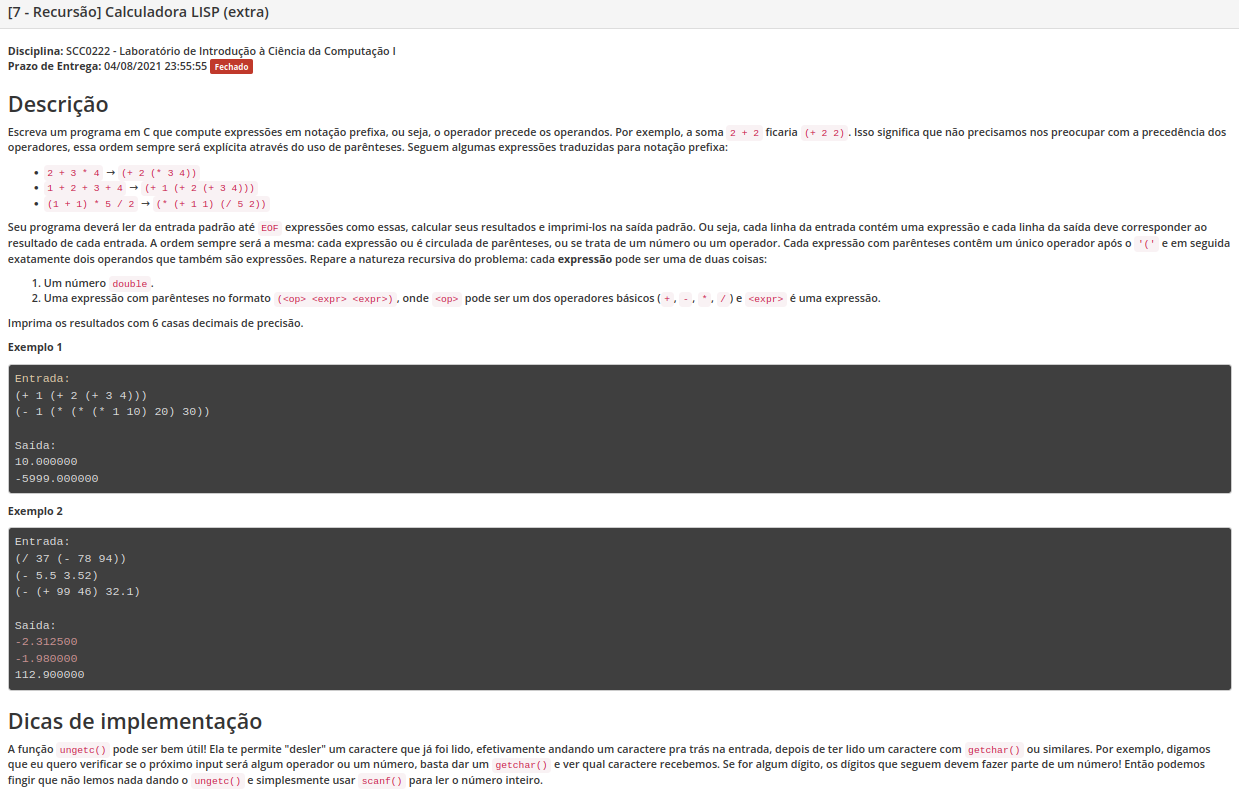 [7 - Recursão] Calculadora LISP (extra)
Disciplina: SCC0222 - Laboratório de Introdução à Ciência da Computação I
Prazo de Entrega: 04/08/2021 23:55:55 Fechado
Descrição
Escreva um programa em C que compute expressões em notação prefixa, ou seja, o operador precede os operandos. Por exemplo, a soma 2 + 2 ficaria (+ 2 2). Isso significa que não precisamos nos preocupar com a precedência dos
operadores, essa ordem sempre será explícita através do uso de parênteses. Seguem algumas expressões traduzidas para notação prefixa:
• 2 + 3 * 4 → (+ 2 (* 3 4))
• 1 + 2 + 3 + 4 → (+ 1 (+ 2 (+ 3 4)))
• (1 + 1) * 5 / 2 → (* (+ 1 1) (/ 5 2))
Seu programa deverá ler da entrada padrão até EOF expressões como essas, calcular seus resultados e imprimi-los na saída padrão. Ou seja, cada linha da entrada contém uma expressão e cada linha da saída deve corresponder ao
resultado de cada entrada. A ordem sempre será a mesma: cada expressão ou é circulada de parênteses, ou se trata de um número ou um operador. Cada expressão com parênteses contêm um único operador após o '(' e em seguida
exatamente dois operandos que também são expressões. Repare a natureza recursiva do problema: cada expressão pode ser uma de duas coisas:
1. Um número double.
2. Uma expressão com parênteses no formato (<op> <expr> <expr>), onde <op> pode ser um dos operadores básicos (+, -, *, /) e <expr> é uma expressão.
Imprima os resultados com 6 casas decimais de precisão.
Exemplo 1
Entrada:
(+ 1 (+ 2 (+ 3 4)))
(- 1 (* (* (* 1 10) 20) 30))
Saída:
10.000000
-5999.000000
Exemplo 2
Entrada:
(/ 37 (- 78 94))
(- 5.5 3.52)
(- (+ 99 46) 32.1)
Saída:
-2.312500
-1.980000
112.900000
Dicas de implementação
A função ungetc() pode ser bem útil! Ela te permite "desler" um caractere que já foi lido, efetivamente andando um caractere pra trás na entrada, depois de ter lido um caractere com getchar() ou similares. Por exemplo, digamos
que eu quero verificar se o próximo input será algum operador ou um número, basta dar um getchar() e ver qual caractere recebemos. Se for algum dígito, os dígitos que seguem devem fazer parte de um número! Então podemos
fingir que não lemos nada dando o ungetc() e simplesmente usar scanf() para ler o número inteiro.